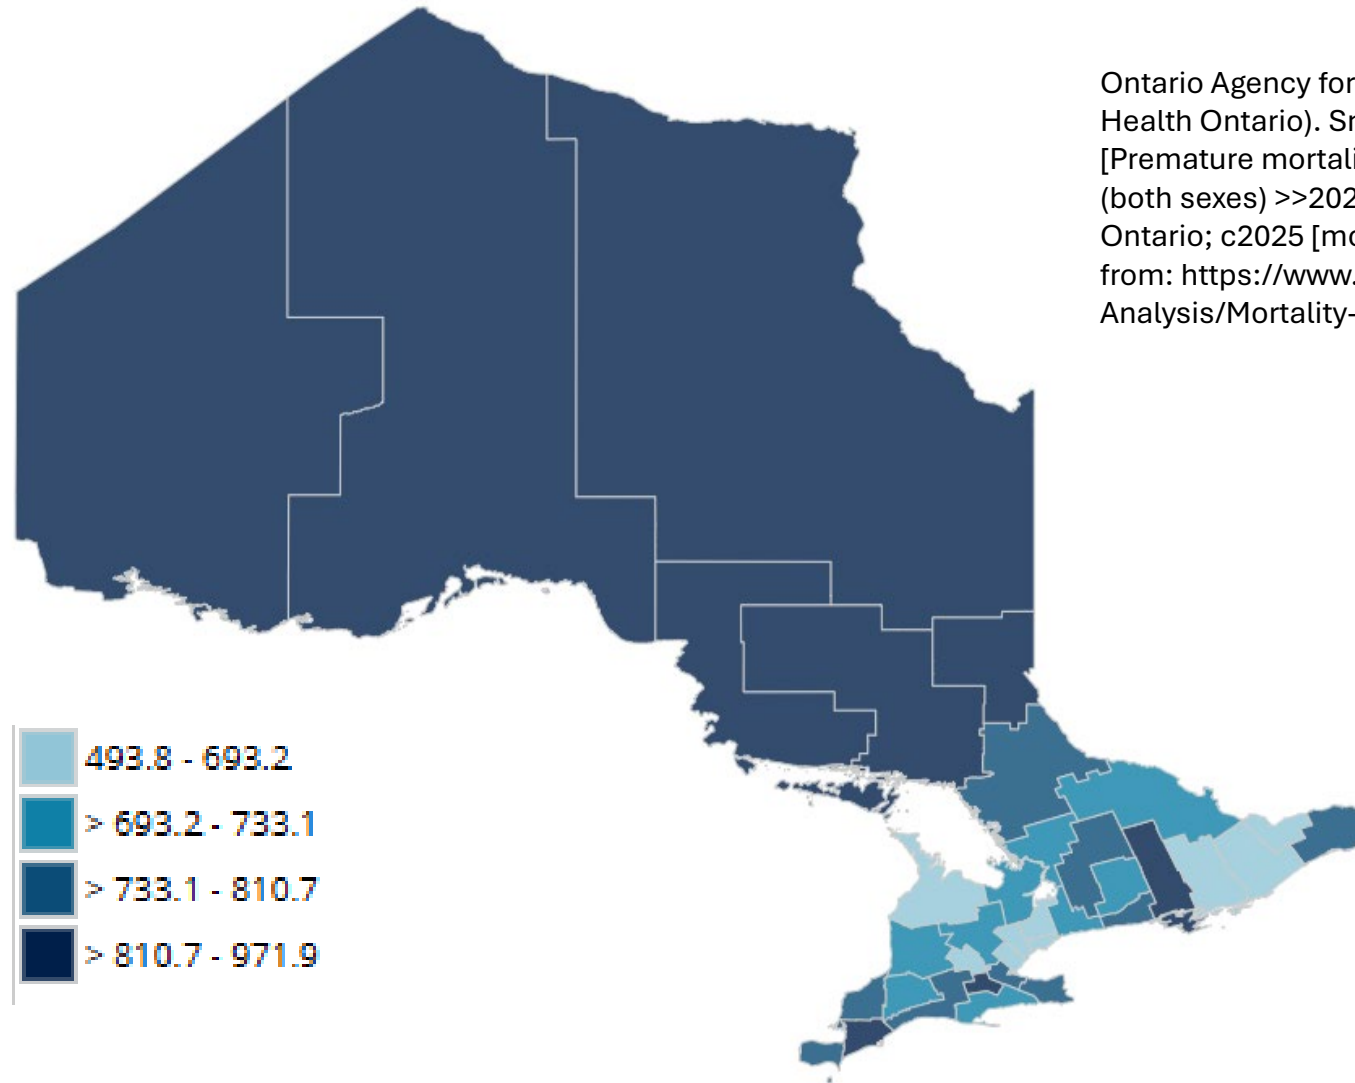 Ontario Agency for
Health Ontario). Sn
[Premature mortali
(both sexes) >>202
Ontario; c2025 [mo
from: https://www.
Analysis/Mortality-
493.8 - 693.2
> 693.2 - 733.1
> 733.1 - 810.7
> 810.7 - 971.9